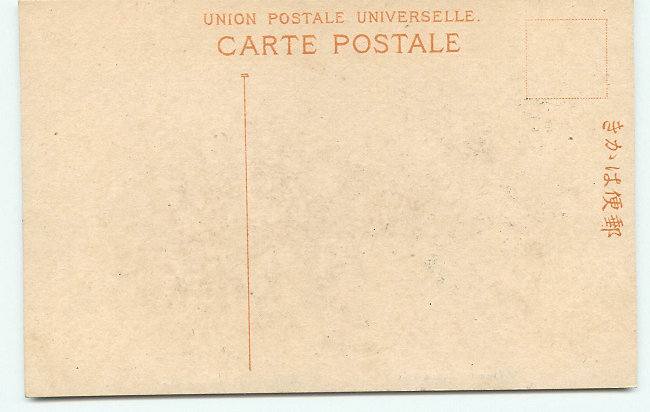 UNION POSTALE UNIVERSELLE.
CARTE POSTALE
郵便はかき